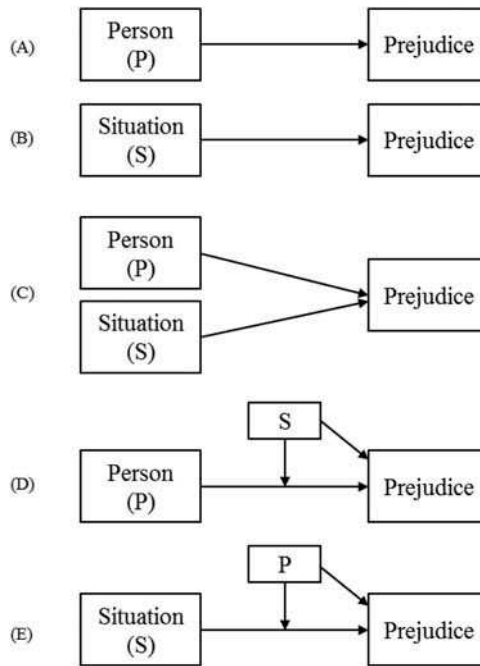 (A)
Person
(P)
Prejudice
(B)
Situation
(S)
Prejudice
(C)
Person
(P)
Situation
(S)
Prejudice
(D)
S
Person
(P)
Prejudice
(E)
P
Situation
(S)
Prejudice